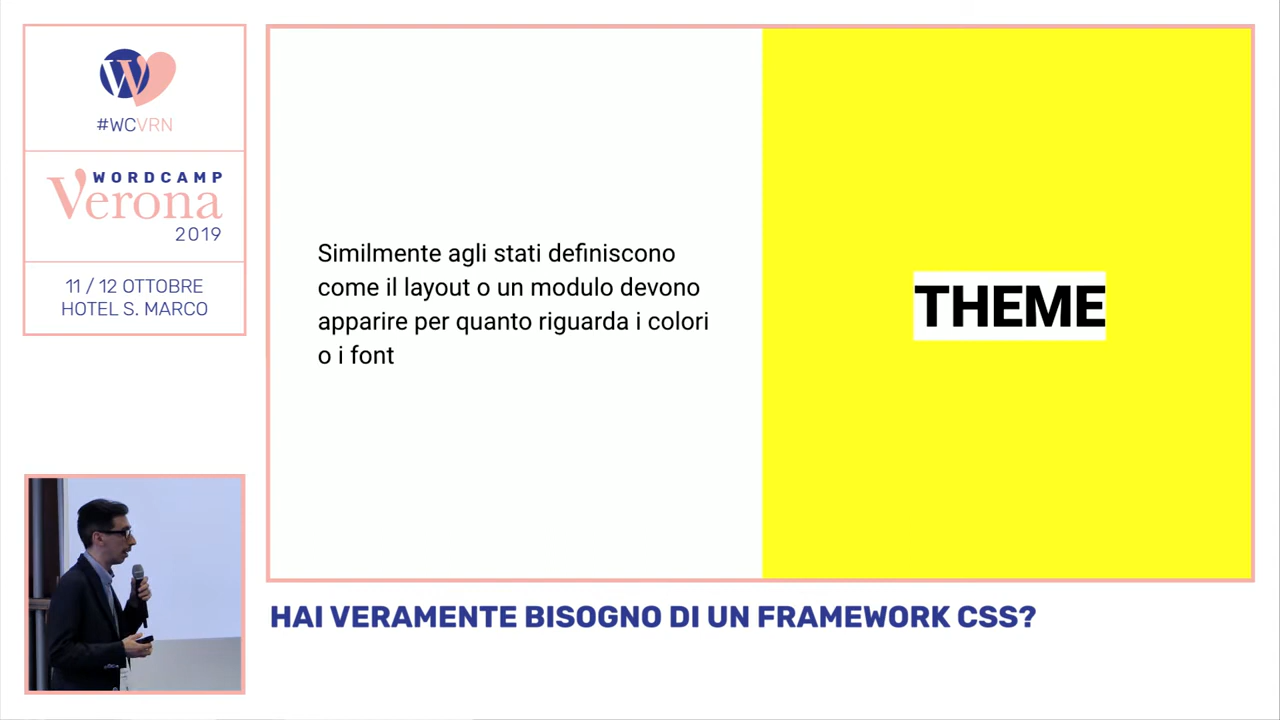 #WCVRN
WORDCAMP
Verona
2019
11 / 12 OTTOBRE
HOTEL S. MARCO
Similmente agli stati definiscono
come il layout o un modulo devono
apparire per quanto riguarda i colori
o i font
THEME
HAI VERAMENTE BISOGNO DI UN FRAMEWORK CSS?